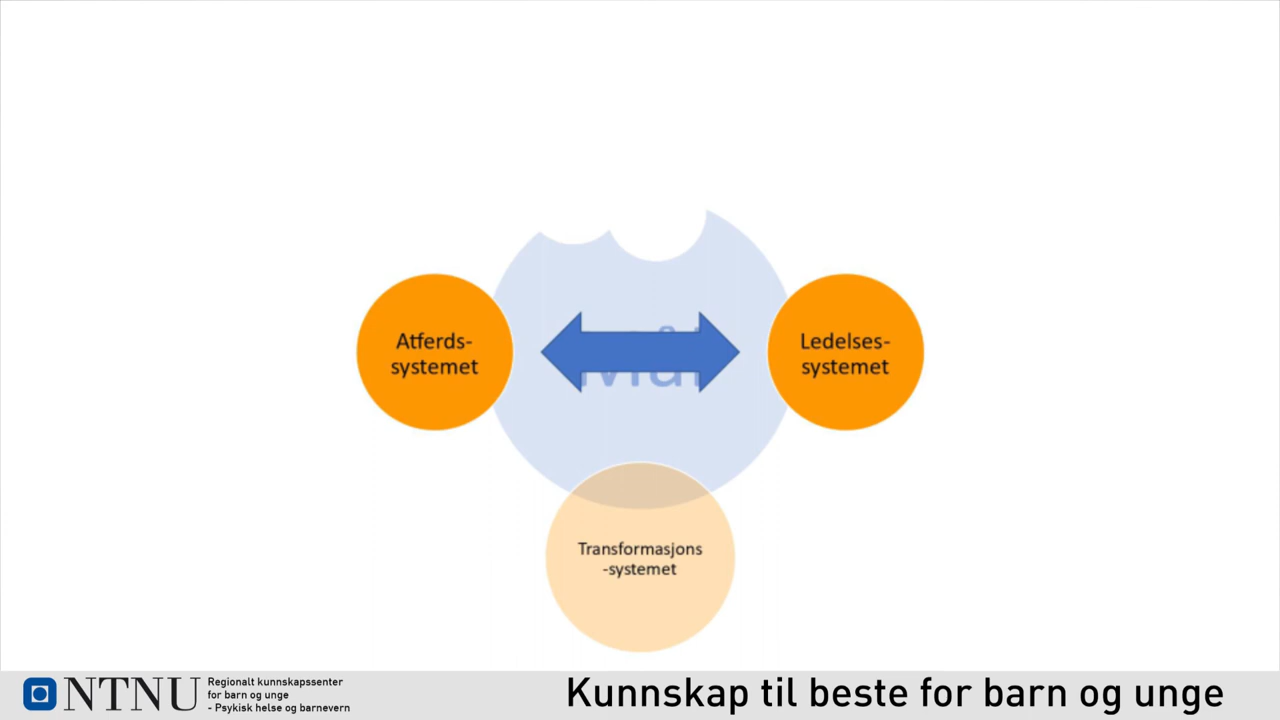 Atferds-
systemet
Ledelses-
systemet
Transformasjons
-systemet
NTNU
Regionalt kunnskapssenter
for barn og unge
- Psykisk helse og barnevern
Kunnskap til beste for barn og unge